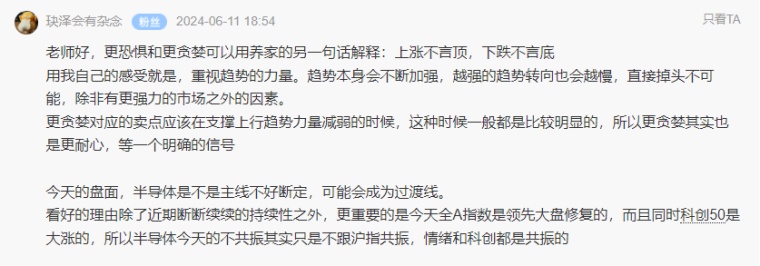 玦泽会有杂念 粉丝 2024-06-11 18:54 只看TA
老师好，更恐惧和更贪婪可以用养家的另一句话解释：上涨不言顶，下跌不言底
用我自己的感受就是，重视趋势的力量。趋势本身会不断加强，越强的趋势转向也会越慢，直接掉头不可
能，除非有更强力的市场之外的因素。
更贪婪对应的卖点应该在支撑上行趋势力量减弱的时候，这种时候一般都是比较明显的，所以更贪婪其实也
是更耐心，等一个明确的信号
今天的盘面，半导体是不是主线不好断定，可能会成为过渡线。
看好的理由除了近期断断续续的持续性之外，更重要的是今天全A指数是领先大盘修复的，而且同时科创50是
大涨的，所以半导体今天的不共振其实只是不跟沪指共振，情绪和科创都是共振的